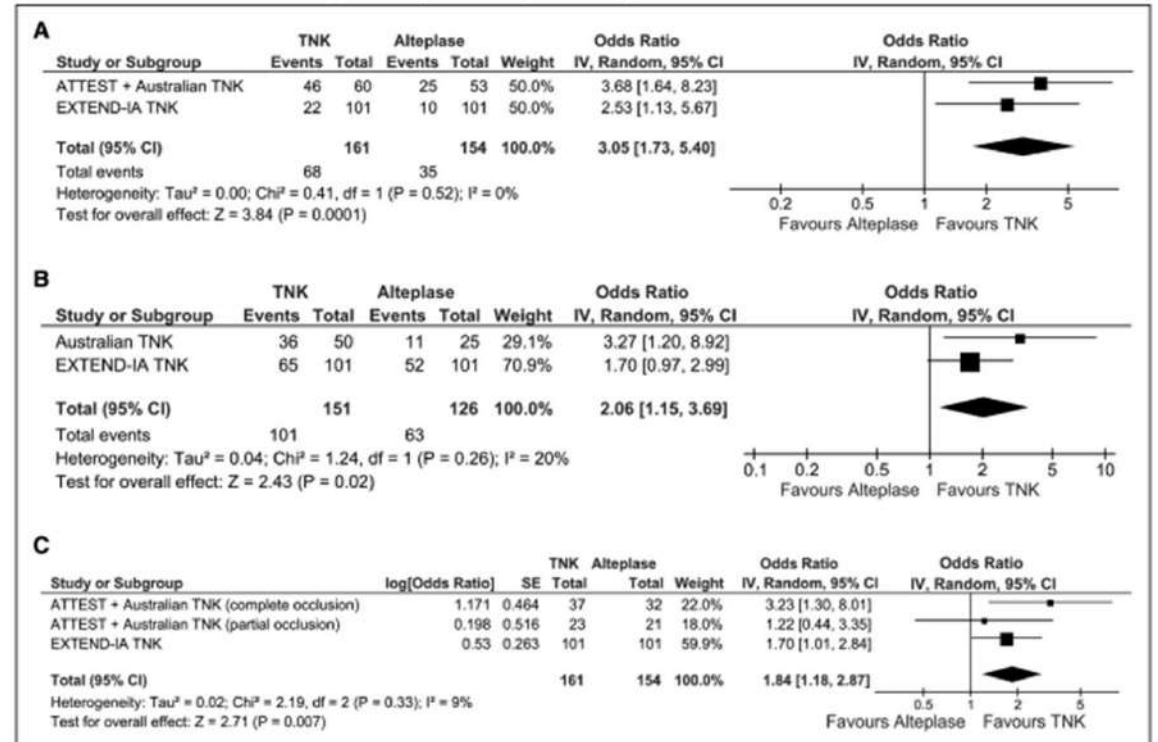 A
TNK Alteplase Odds Ratio Odds Ratio
Study or Subgroup Events Total Events Total Weight IV, Random, 95% CI IV, Random, 95% CI
ATTEST + Australian TNK 46 60 25 53 50.0% 3.68 [1.64, 8.23]
EXTEND-IA TNK 22 101 10 101 50.0% 2.53 [1.13, 5.67]
Total (95% CI) 161 154 100.0% 3.05 [1.73, 5.40]
Total events 68 35
Heterogeneity: Tau² = 0.00; Chi² = 0.41, df = 1 (P = 0.52); I² = 0%
Test for overall effect: Z = 3.84 (P = 0.0001)
0.2 0.5 1 2 5
Favours Alteplase Favours TNK
B
TNK Alteplase Odds Ratio Odds Ratio
Study or Subgroup Events Total Events Total Weight IV, Random, 95% CI IV, Random, 95% CI
Australian TNK 36 50 11 25 29.1% 3.27 [1.20, 8.92]
EXTEND-IA TNK 65 101 52 101 70.9% 1.70 [0.97, 2.99]
Total (95% CI) 151 126 100.0% 2.06 [1.15, 3.69]
Total events 101 63
Heterogeneity: Tau² = 0.04; Chi² = 1.24, df = 1 (P = 0.26); I² = 20%
Test for overall effect: Z = 2.43 (P = 0.02)
0.1 0.2 0.5 1 2 5 10
Favours Alteplase Favours TNK
C
TNK Alteplase Odds Ratio Odds Ratio
Study or Subgroup log[Odds Ratio] SE Total Total Weight IV, Random, 95% CI IV, Random, 95% CI
ATTEST + Australian TNK (complete occlusion) 1.171 0.464 37 32 22.0% 3.23 [1.30, 8.01]
ATTEST + Australian TNK (partial occlusion) 0.198 0.516 23 21 18.0% 1.22 [0.44, 3.35]
EXTEND-IA TNK 0.53 0.263 101 101 59.9% 1.70 [1.01, 2.84]
Total (95% CI) 161 154 100.0% 1.84 [1.18, 2.87]
Heterogeneity: Tau² = 0.02; Chi² = 2.19, df = 2 (P = 0.33); I² = 9%
Test for overall effect: Z = 2.71 (P = 0.007)
0.5 1 2 5
Favours Alteplase Favours TNK